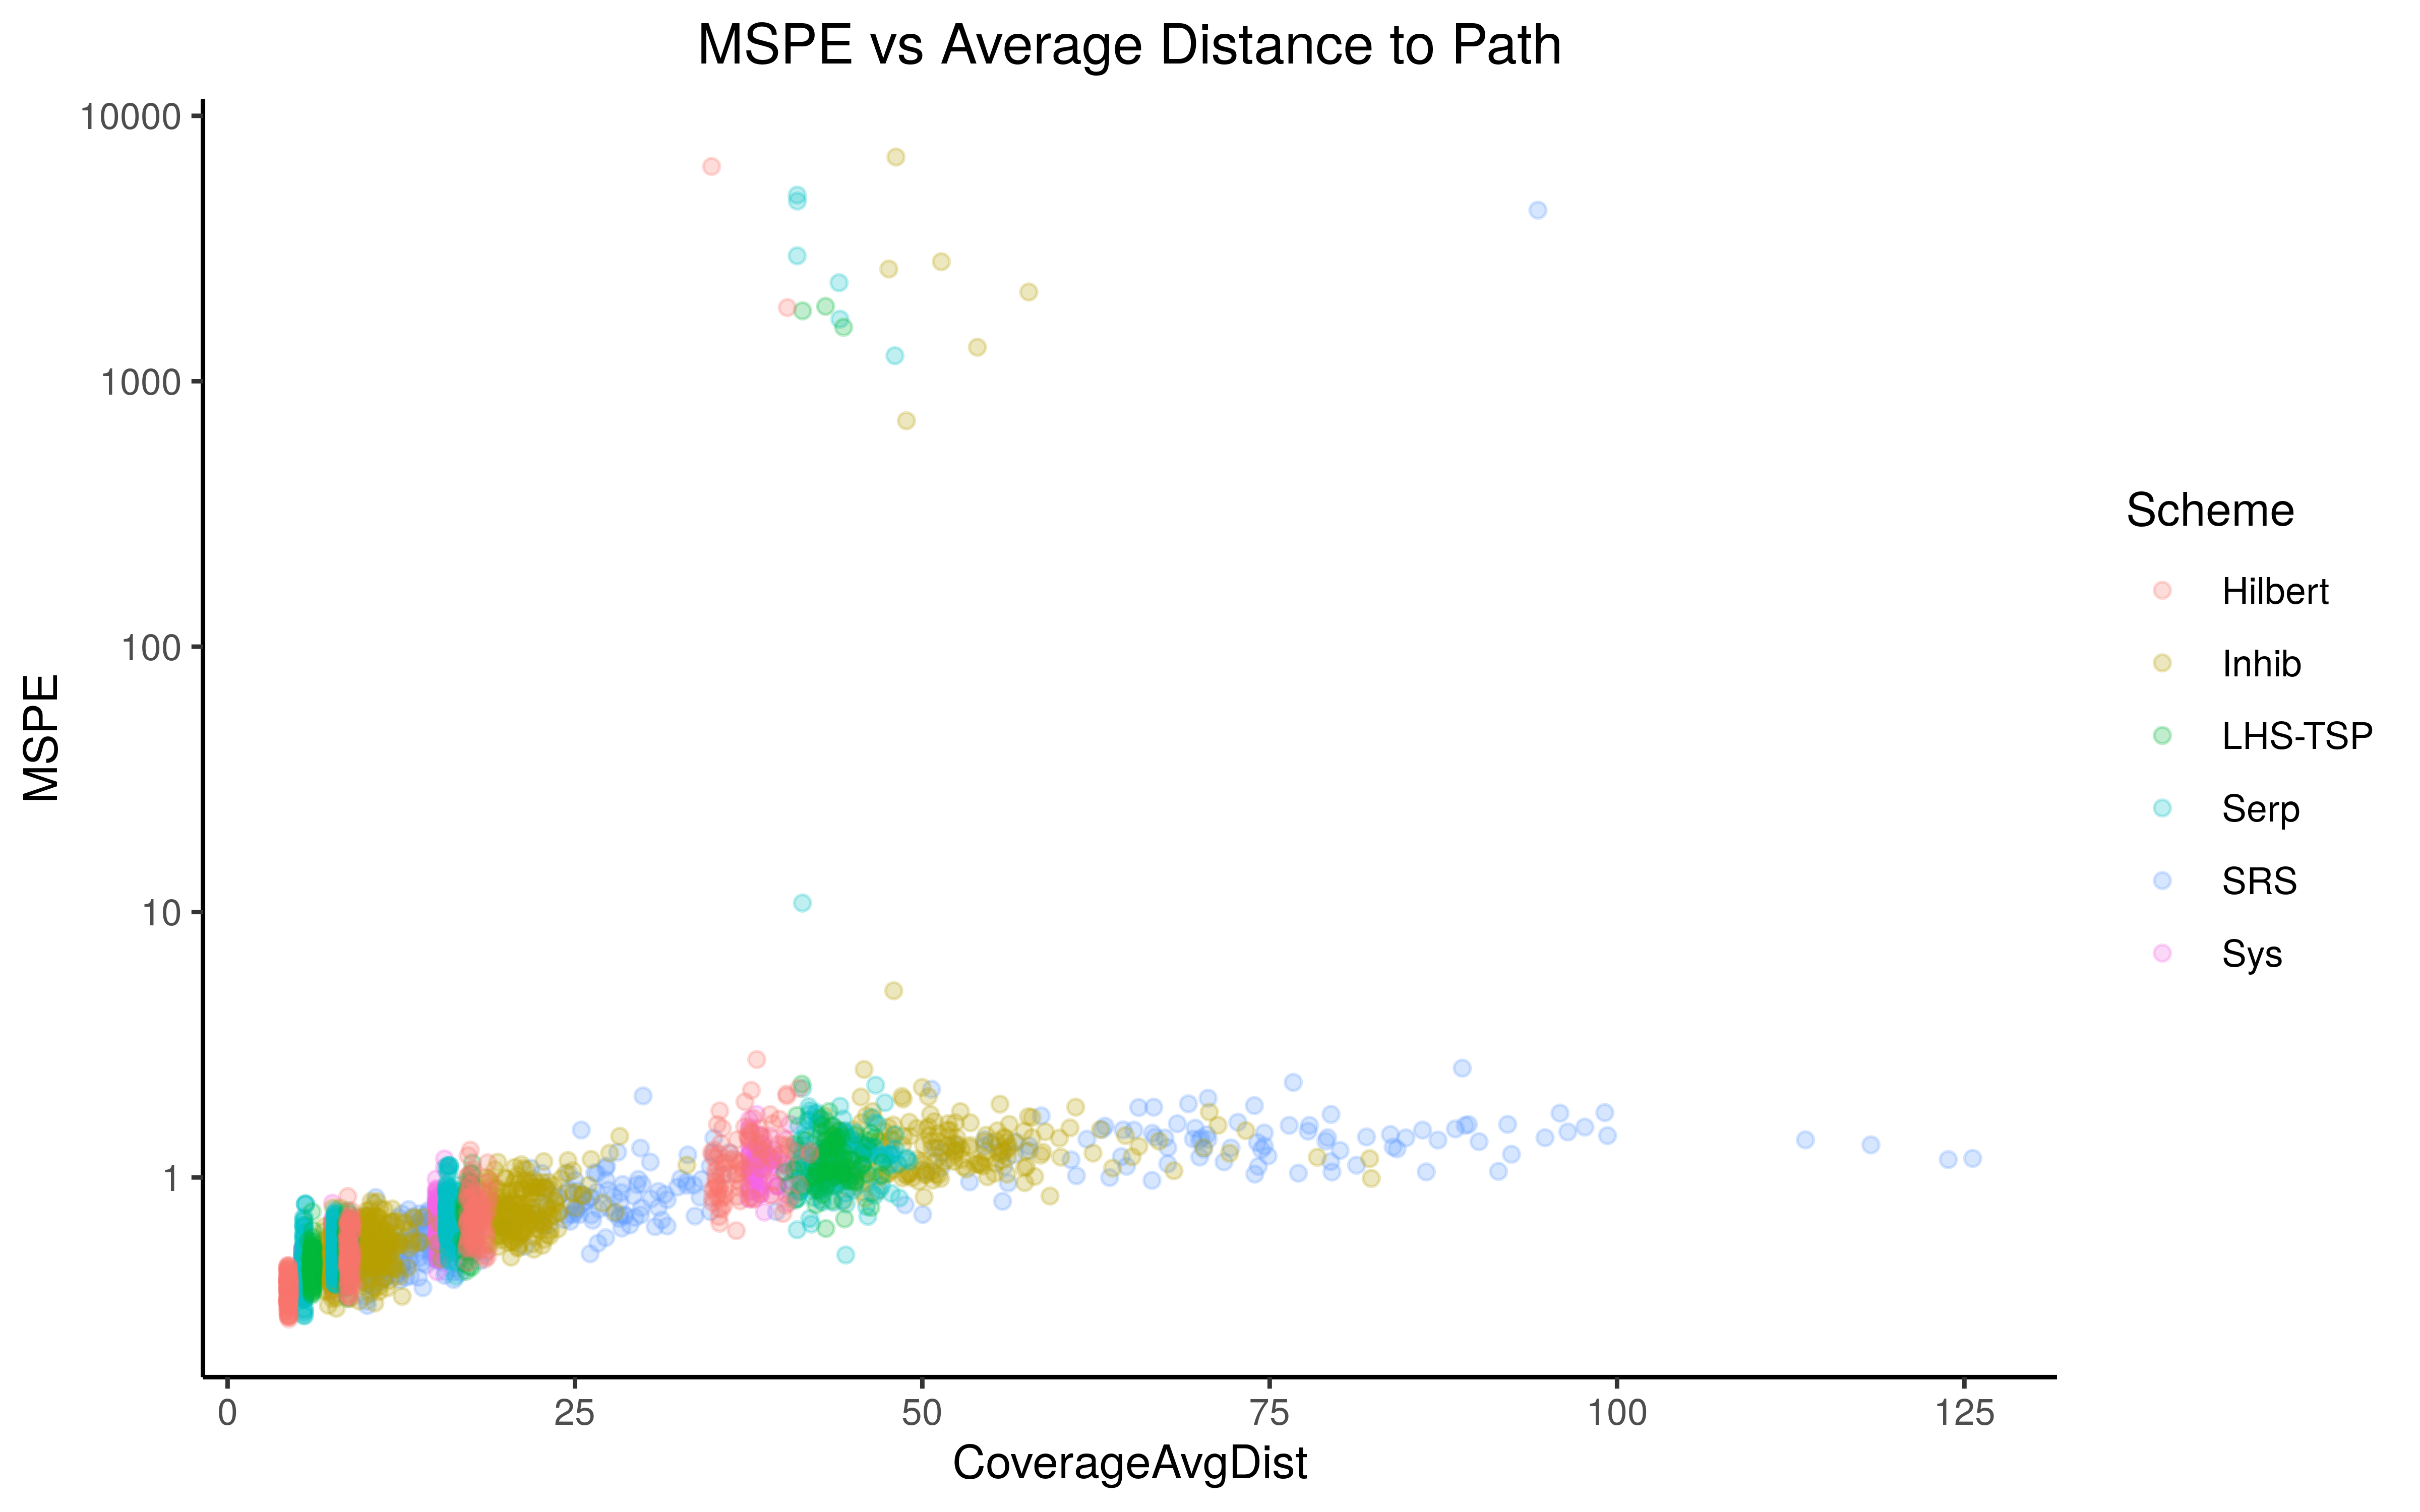 MSPE vs Average Distance to Path
10000
1000
100
10
1
MSPE
0 25 50 75 100 125
CoverageAvgDist
Scheme
Hilbert
Inhib
LHS-TSP
Serp
SRS
Sys